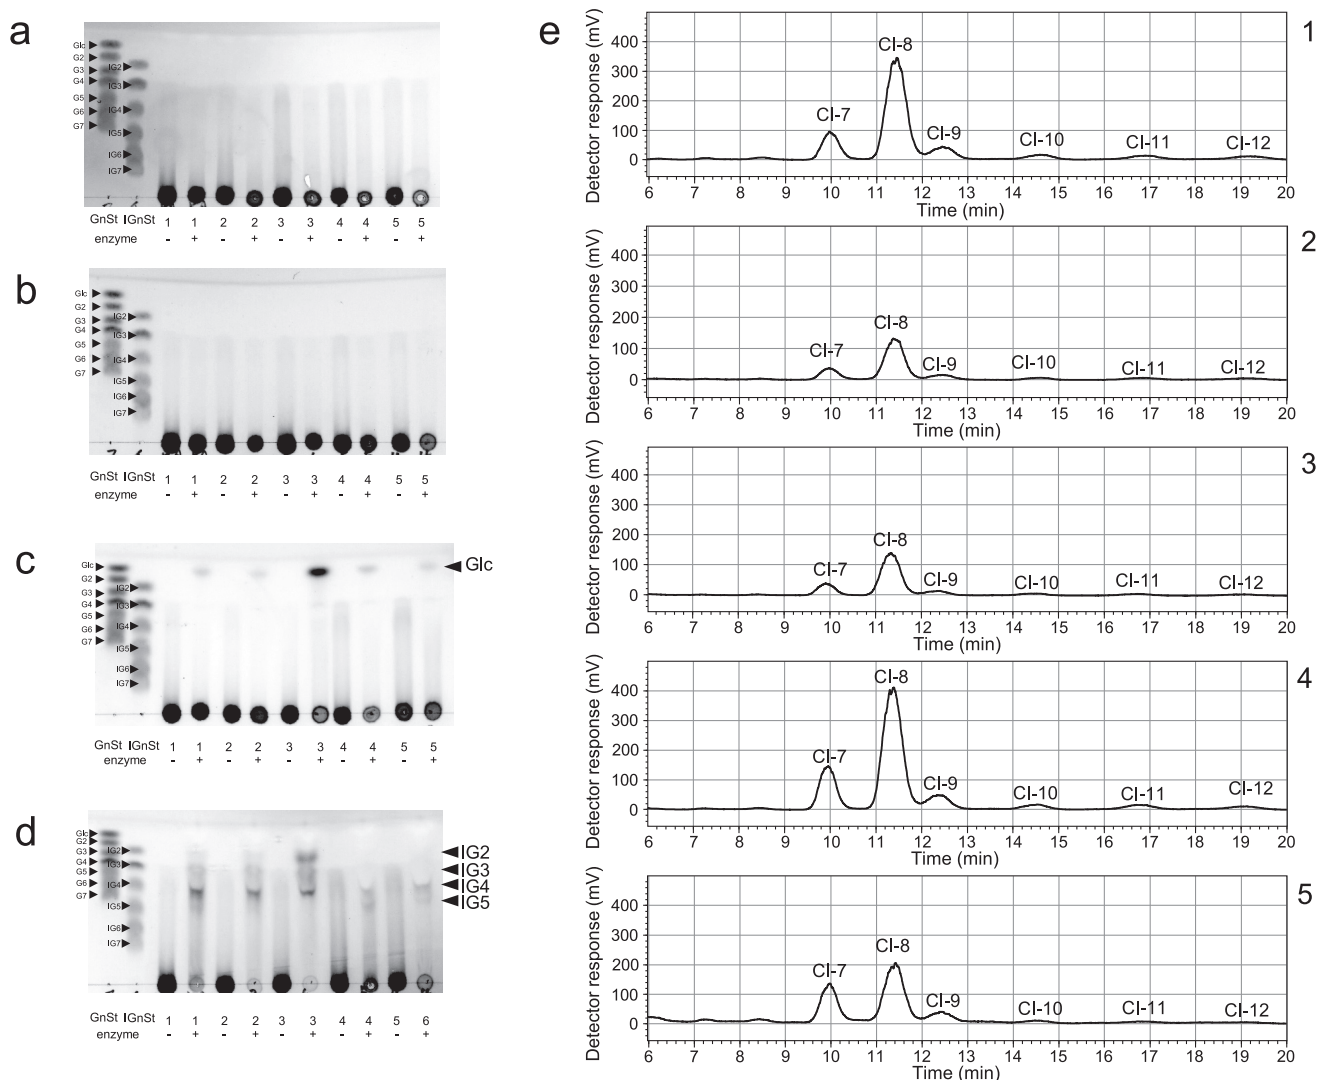 a
Glc
G2
G3
G4
G5
G6
G7
IG2
IG3
IG4
IG5
IG6
IG7
GnSt IGnSt 1 1 2 2 3 3 4 4 5 5
enzyme - + - + - + - + - +
b
Glc
G2
G3
G4
G5
G6
G7
IG2
IG3
IG4
IG5
IG6
IG7
GnSt IGnSt 1 1 2 2 3 3 4 4 5 5
enzyme - + - + - + - + - +
c
Glc
G2
G3
G4
G5
G6
G7
IG2
IG3
IG4
IG5
IG6
IG7
Glc
GnSt IGnSt 1 1 2 2 3 3 4 4 5 5
enzyme - + - + - + - + - +
d
Glc
G2
G3
G4
G5
G6
G7
IG2
IG3
IG4
IG5
IG6
IG7
IG2
IG3
IG4
IG5
GnSt IGnSt 1 1 2 2 3 3 4 4 5 6
enzyme - + - + - + - + - +
e
1
Detector response (mV)
400
300
200
100
0
CI-7
CI-8
CI-9
CI-10
CI-11
CI-12
6 7 8 9 10 11 12 13 14 15 16 17 18 19 20
Time (min)
2
Detector response (mV)
400
300
200
100
0
CI-7
CI-8
CI-9
CI-10
CI-11
CI-12
6 7 8 9 10 11 12 13 14 15 16 17 18 19 20
Time (min)
3
Detector response (mV)
400
300
200
100
0
CI-7
CI-8
CI-9
CI-10
CI-11
CI-12
6 7 8 9 10 11 12 13 14 15 16 17 18 19 20
Time (min)
4
Detector response (mV)
400
300
200
100
0
CI-7
CI-8
CI-9
CI-10
CI-11
CI-12
6 7 8 9 10 11 12 13 14 15 16 17 18 19 20
Time (min)
5
Detector response (mV)
400
300
200
100
0
CI-7
CI-8
CI-9
CI-10
CI-11
CI-12
6 7 8 9 10 11 12 13 14 15 16 17 18 19 20
Time (min)